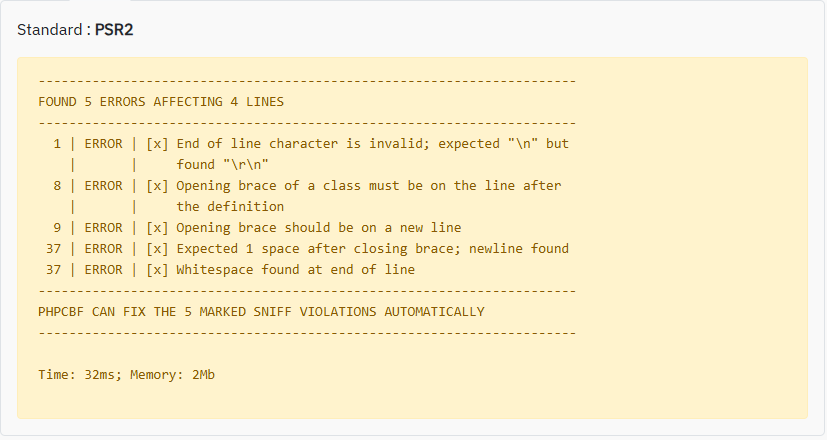 Standard : PSR2
----------------------------------------------------------------------
FOUND 5 ERRORS AFFECTING 4 LINES
----------------------------------------------------------------------
  1 | ERROR | [x] End of line character is invalid; expected "\n" but
    |       |     found "\r\n"
  8 | ERROR | [x] Opening brace of a class must be on the line after
    |       |     the definition
  9 | ERROR | [x] Opening brace should be on a new line
 37 | ERROR | [x] Expected 1 space after closing brace; newline found
 37 | ERROR | [x] Whitespace found at end of line
----------------------------------------------------------------------
PHPCBF CAN FIX THE 5 MARKED SNIFF VIOLATIONS AUTOMATICALLY
----------------------------------------------------------------------
Time: 32ms; Memory: 2Mb